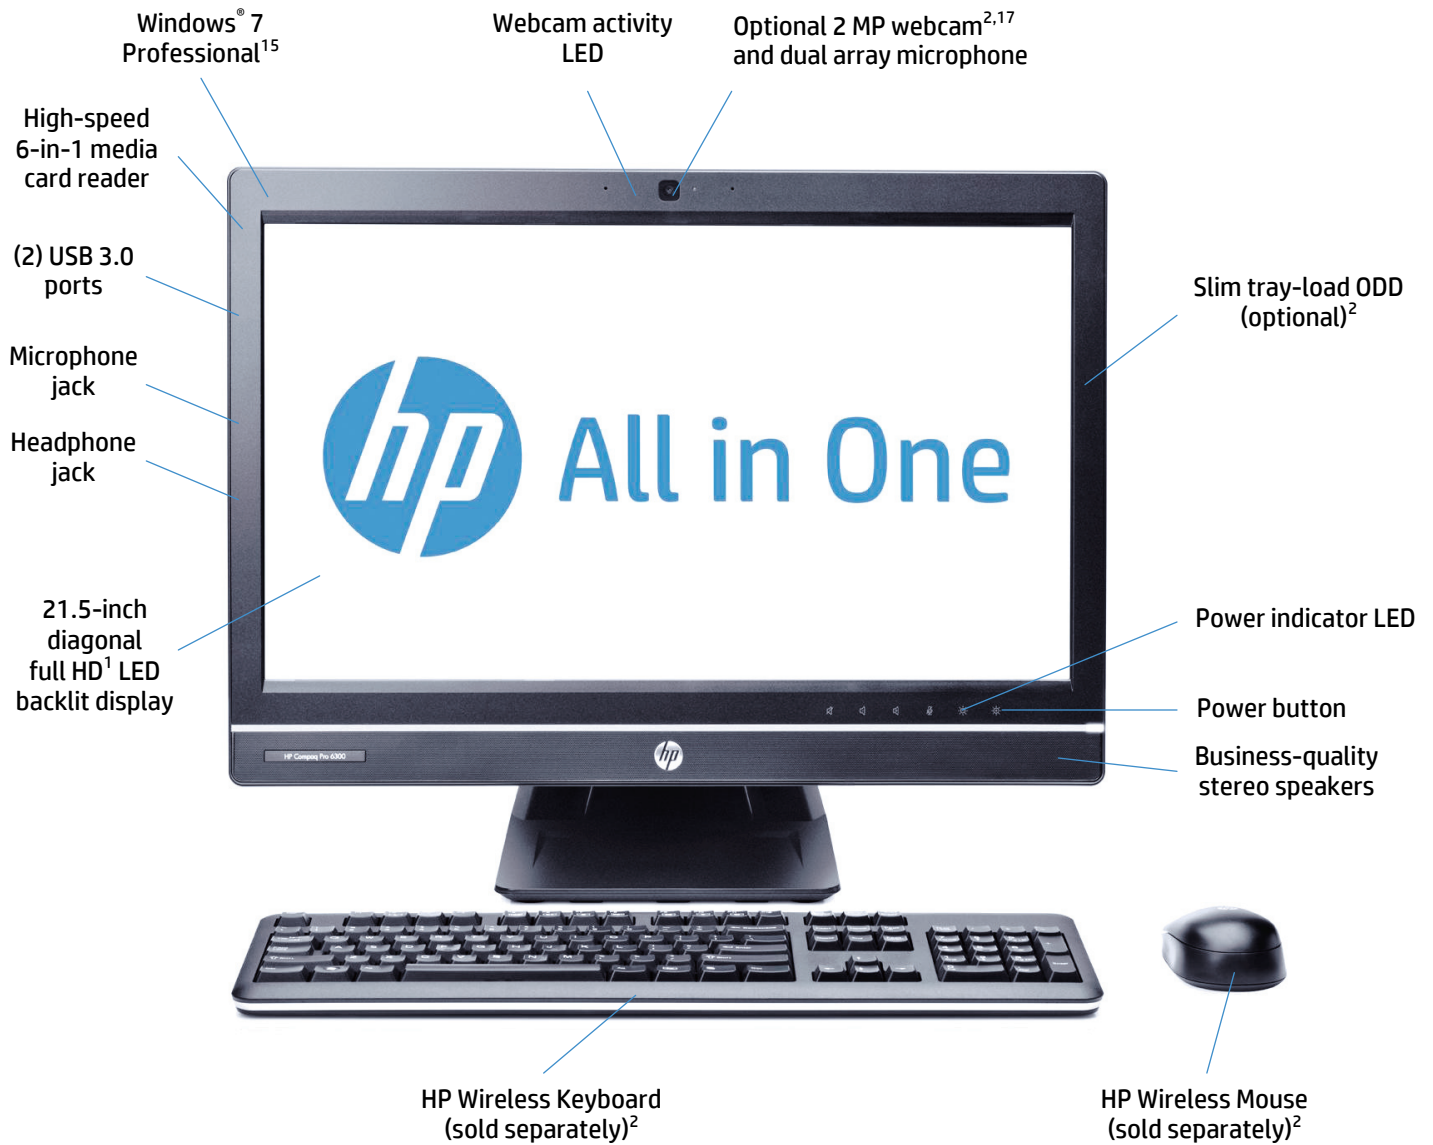 Windows® 7
Professional15
Webcam activity
LED
Optional 2 MP webcam2,17
and dual array microphone
High-speed
6-in-1 media
card reader
(2) USB 3.0
ports
Slim tray-load ODD
(optional)2
Microphone
jack
Headphone
jack
hp All in One
21.5-inch
diagonal
full HD1 LED
backlit display
Power indicator LED
Power button
HP Compaq Pro 6300
hp
Business-quality
stereo speakers
HP Wireless Keyboard
(sold separately)2
HP Wireless Mouse
(sold separately)2